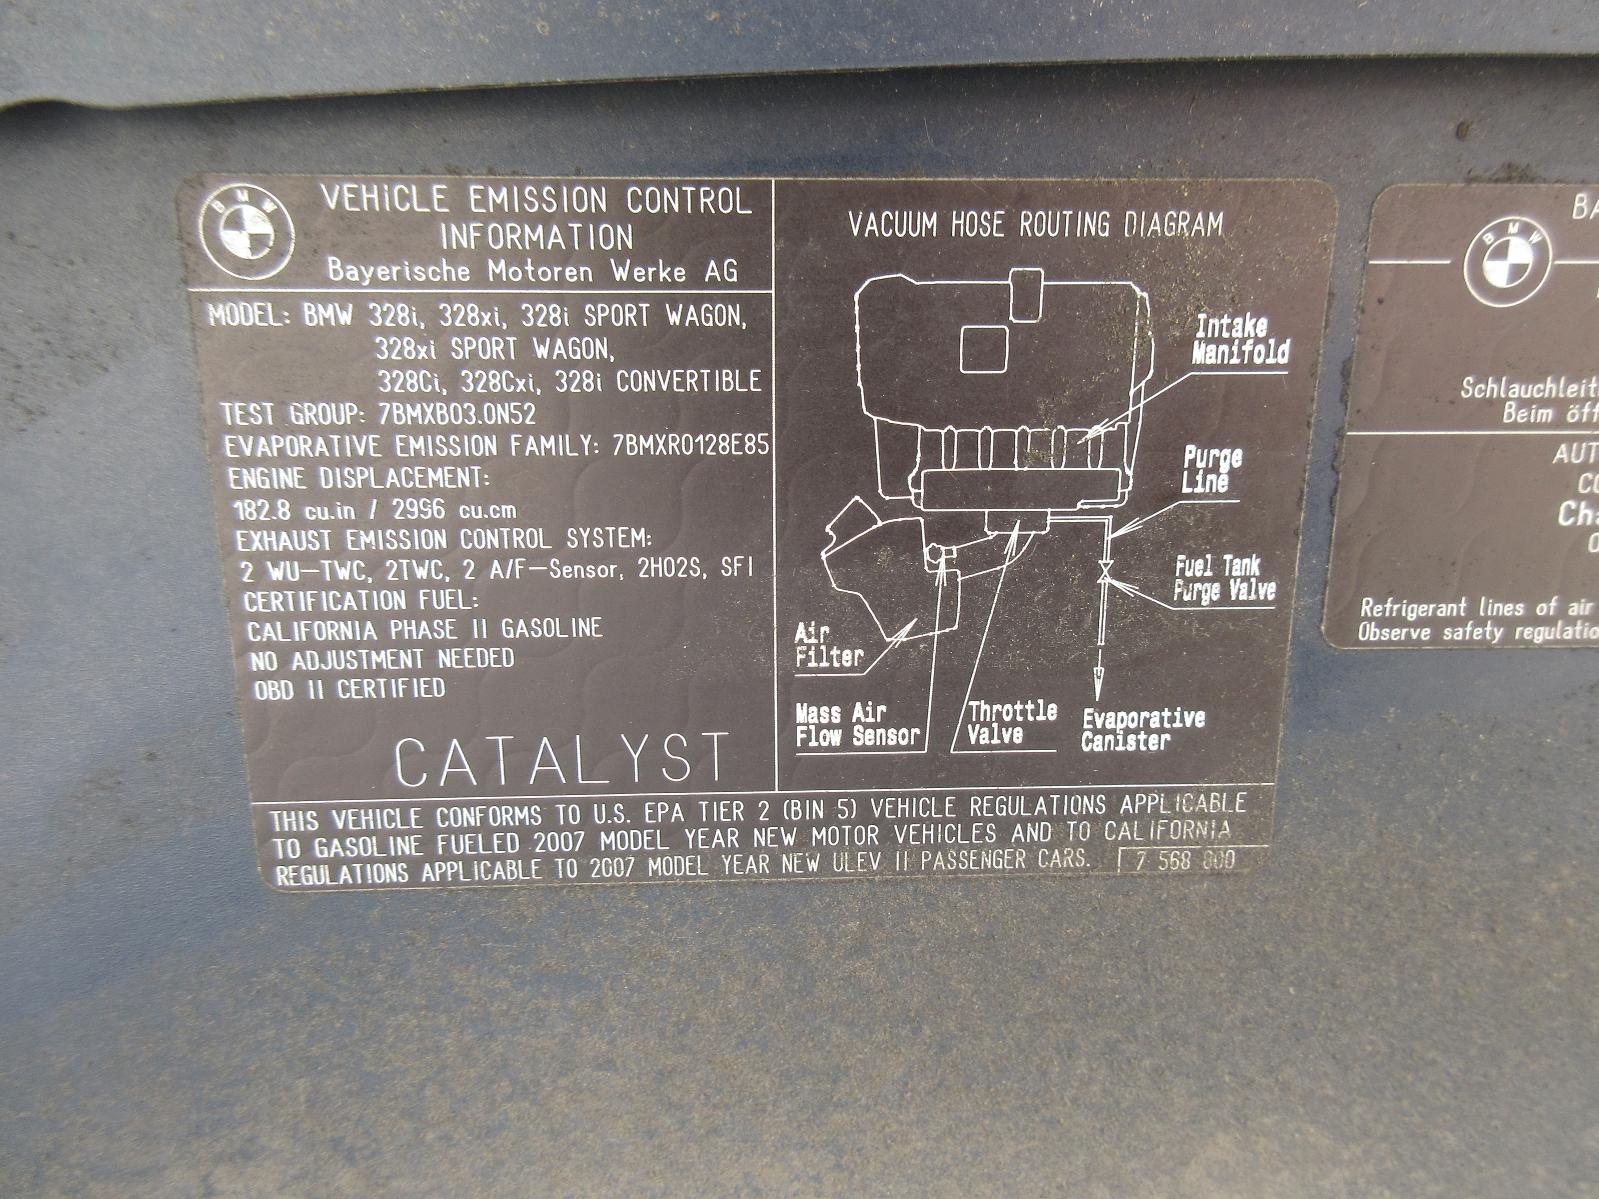 BMW
VEHICLE EMISSION CONTROL
INFORMATION
Bayerische Motoren Werke AG
MODEL: BMW 328i, 328xi, 328i SPORT WAGON,
328xi SPORT WAGON,
328Ci, 328Cxi, 328i CONVERTIBLE
TEST GROUP: 7BMXB03.0N52
EVAPORATIVE EMISSION FAMILY: 7BMXR0128E85
ENGINE DISPLACEMENT:
182.8 cu.in / 2996 cu.cm
EXHAUST EMISSION CONTROL SYSTEM:
2 WU-TWC, 2TWC, 2 A/F-Sensor, 2HO2S, SFI
CERTIFICATION FUEL:
CALIFORNIA PHASE II GASOLINE
NO ADJUSTMENT NEEDED
OBD II CERTIFIED
CATALYST
VACUUM HOSE ROUTING DIAGRAM
Intake
Manifold
Purge
Line
Fuel Tank
Purge Valve
Air
Filter
Mass Air
Flow Sensor
Throttle
Valve
Evaporative
Canister
THIS VEHICLE CONFORMS TO U.S. EPA TIER 2 (BIN 5) VEHICLE REGULATIONS APPLICABLE
TO GASOLINE FUELED 2007 MODEL YEAR NEW MOTOR VEHICLES AND TO CALIFORNIA
REGULATIONS APPLICABLE TO 2007 MODEL YEAR NEW ULEV II PASSENGER CARS.
7 568 800
BMW
BA
Schlauchleit
Beim öff
AUT
CO
Cha
Refrigerant lines of air
Observe safety regulatio